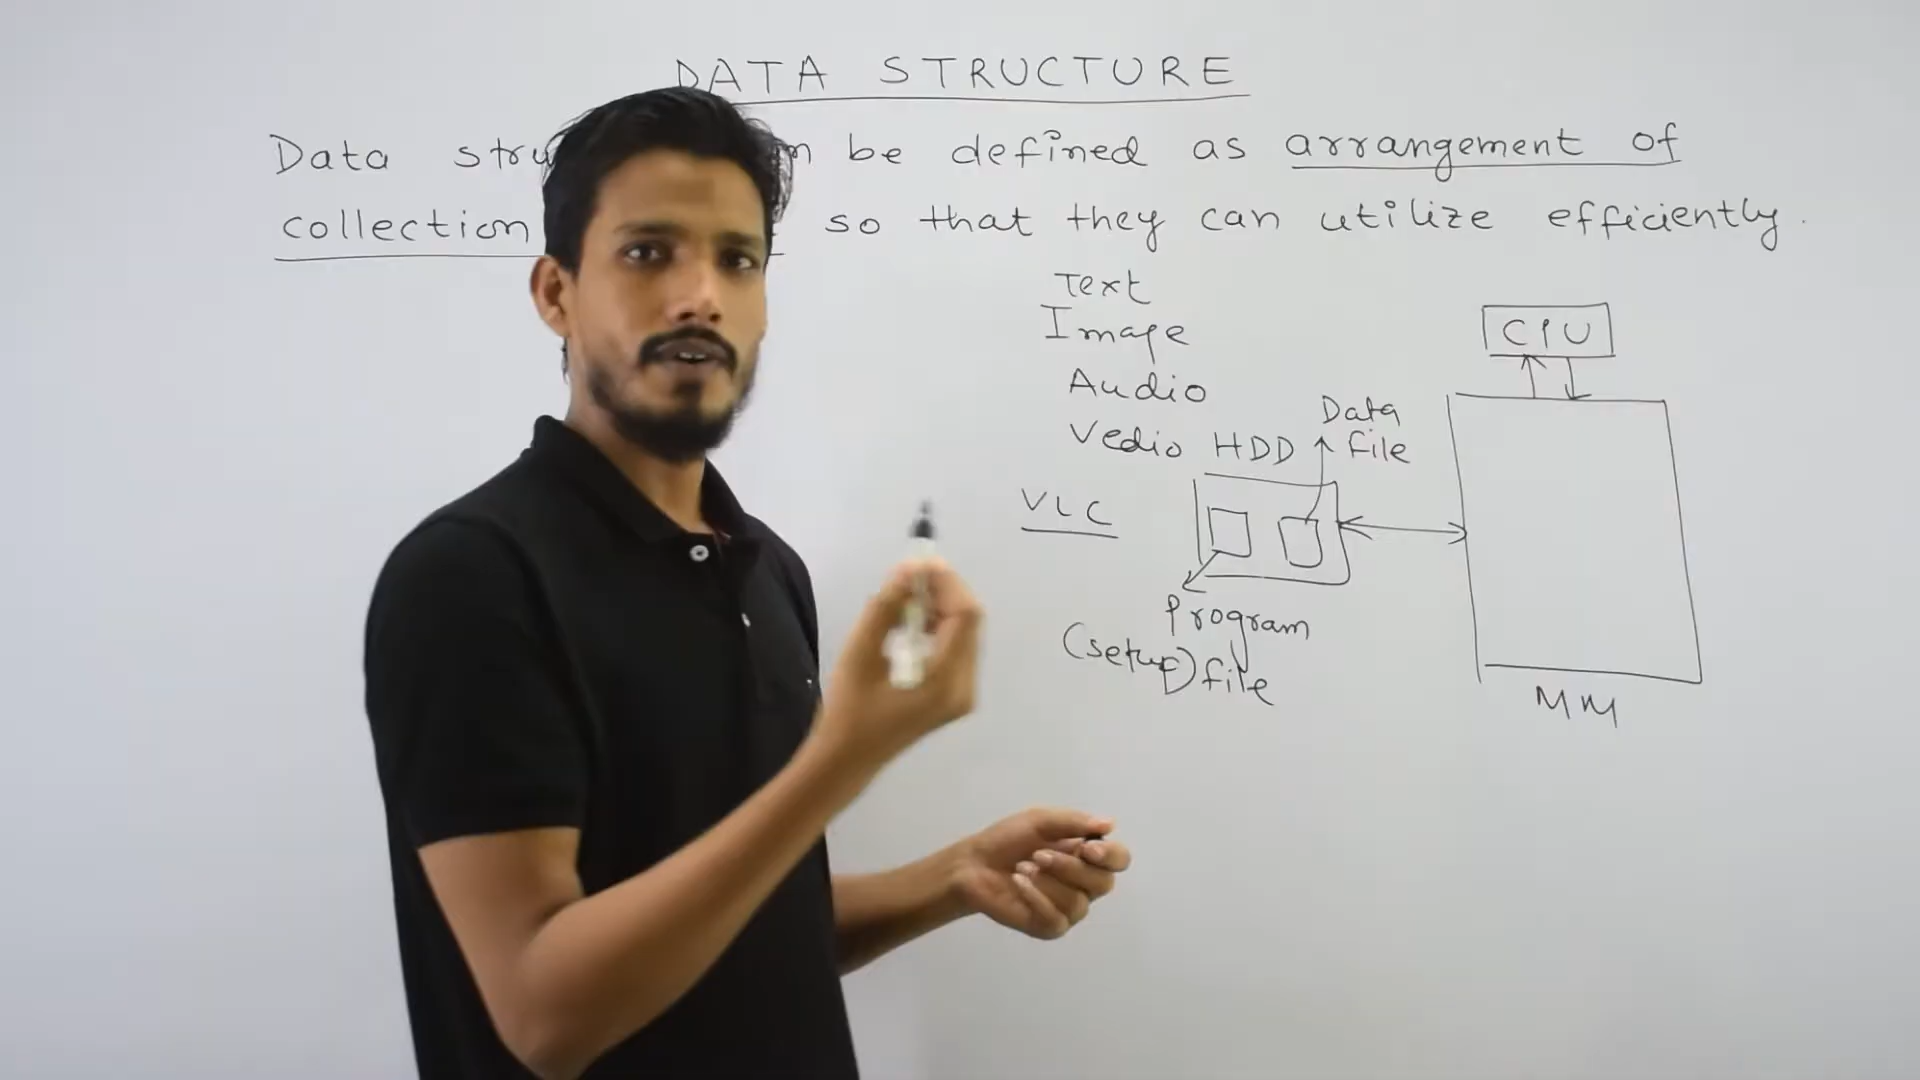 DATA STRUCTURE
Data be defined as arrangement of
collection so that they can utilize efficiently.
Text
Image
Audio
Vedio
VLC
HDD
Data
file
Program
(setup) file
CPU
MM